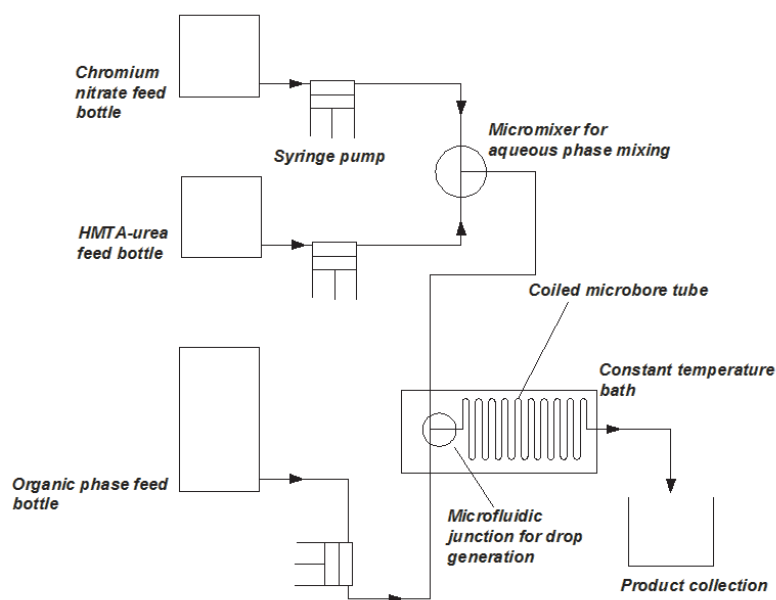 Chromium
nitrate feed
bottle
Syringe pump
Micromixer for
aqueous phase mixing
HMTA-urea
feed bottle
Coiled microbore tube
Constant temperature
bath
Organic phase feed
bottle
Microfluidic
junction for drop
generation
Product collection